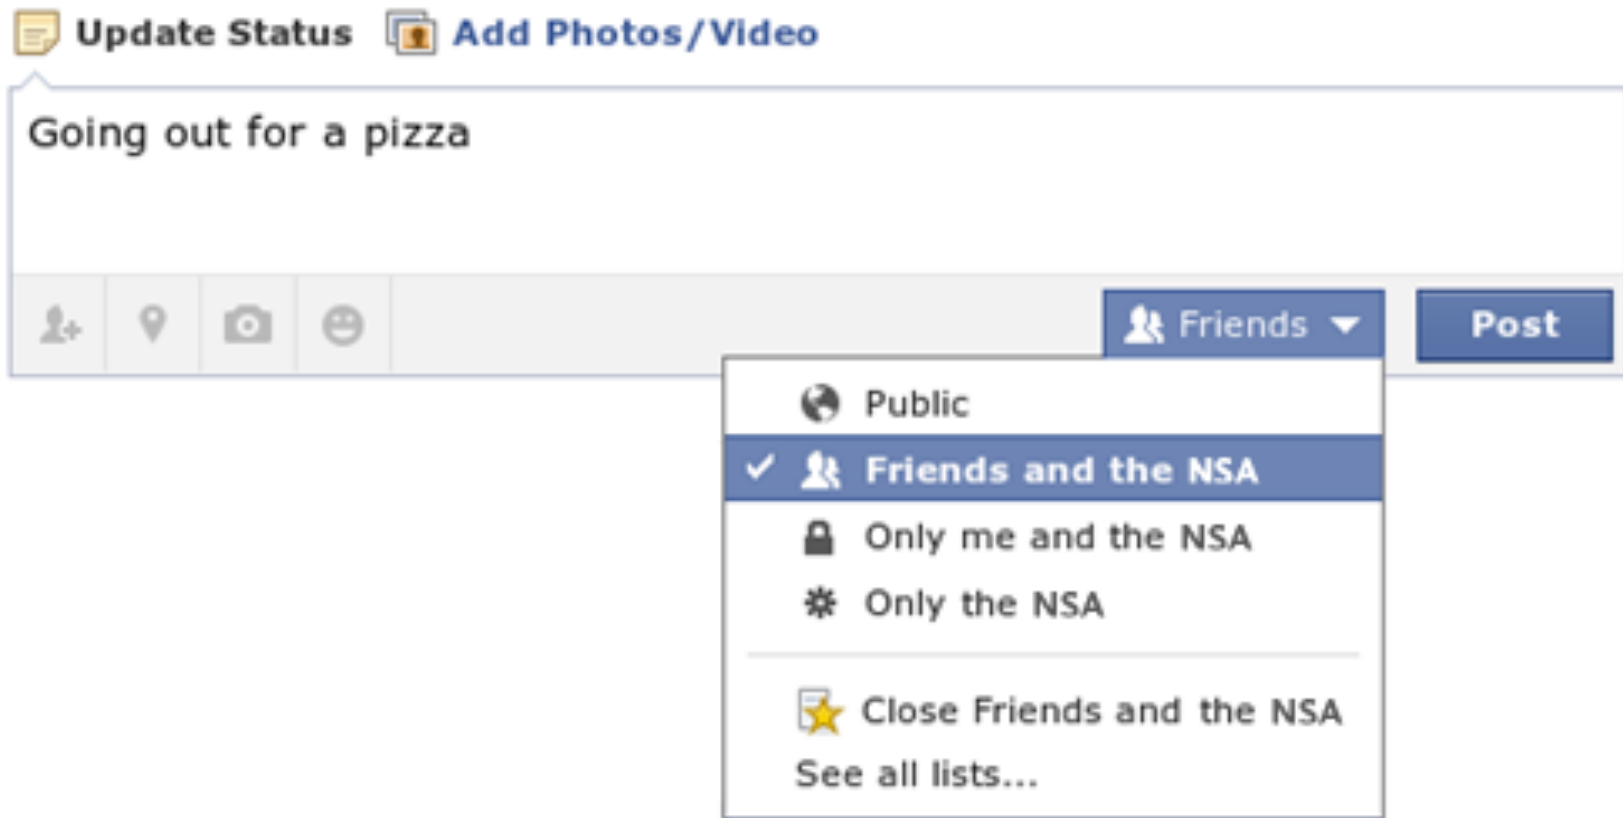 Update Status Add Photos/Video
Going out for a pizza
Friends Post
Public
Friends and the NSA
Only me and the NSA
Only the NSA
Close Friends and the NSA
See all lists...